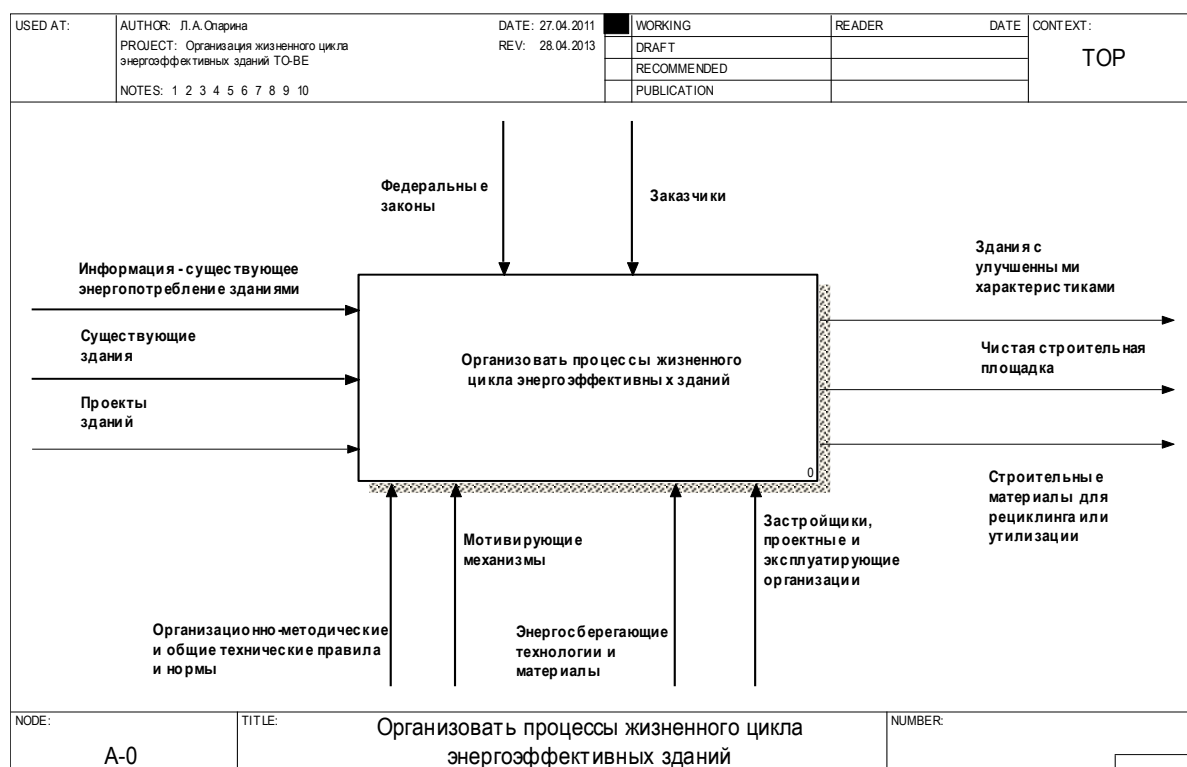 USED AT:
AUTHOR: Л.А.Опарина
DATE: 27.04.2011
PROJECT: Организация жизненного цикла
энергоэффективных зданий TO-BE
REV: 28.04.2013
NOTES: 1 2 3 4 5 6 7 8 9 10
WORKING
DRAFT
RECOMMENDED
PUBLICATION
READER
DATE
CONTEXT:
TOP
Федеральные
законы
Заказчики
Информация - существующее
энергопотребление зданиями
Существующие
здания
Проекты
зданий
Организовать процессы жизненного
цикла энергоэффективных зданий
0
Здания с
улучшенными
характеристиками
Чистая строительная
площадка
Строительные
материалы для
рециклинга или
утилизации
Мотивирующие
механизмы
Застройщики,
проектные и
эксплуатирующие
организации
Организационно-методические
и общие технические правила
и нормы
Энергосберегающие
технологии и
материалы
NODE:
A-0
TITLE:
Организовать процессы жизненного цикла
энергоэффективных зданий
NUMBER: